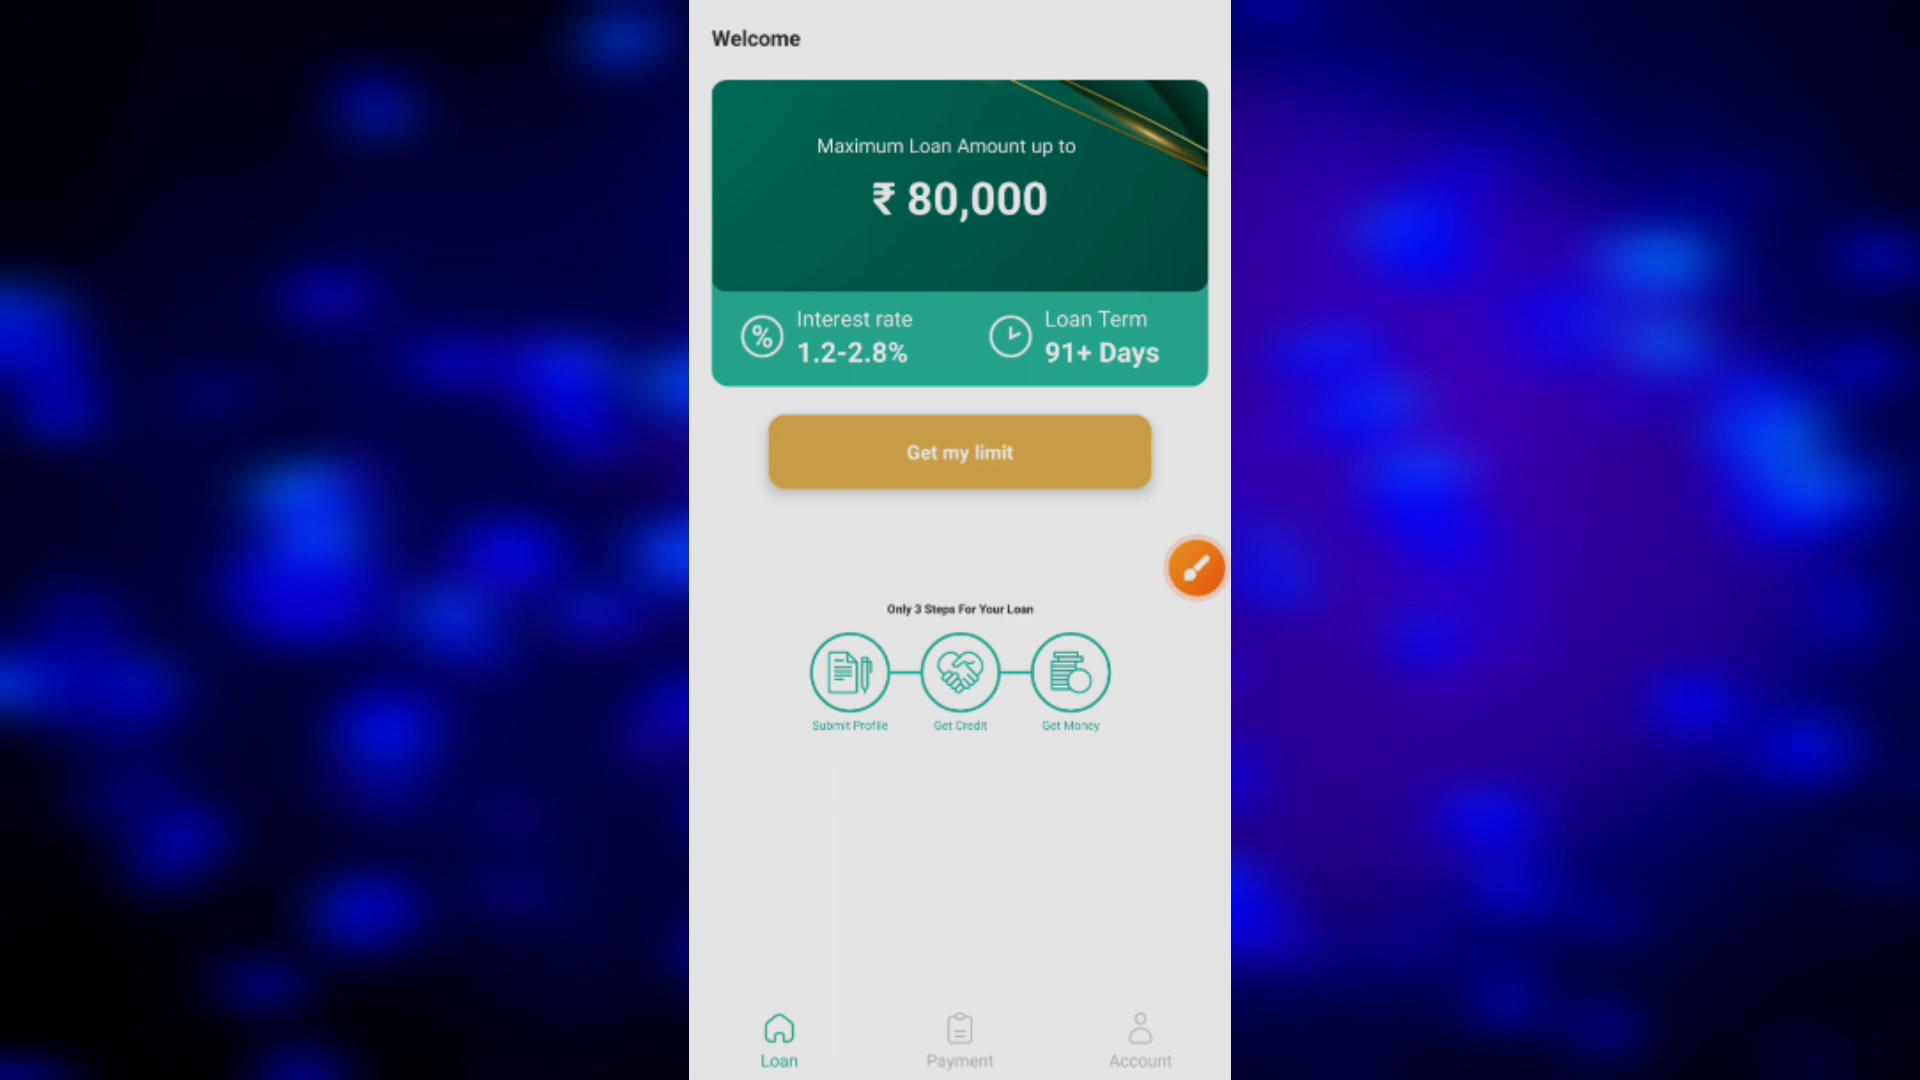 Welcome
Maximum Loan Amount up to
₹ 80,000
Interest rate
1.2-2.8%
Loan Term
91+ Days
Get my limit
Only 3 Steps For Your Loan
Submit Profile
Get Credit
Get Money
Loan
Payment
Account